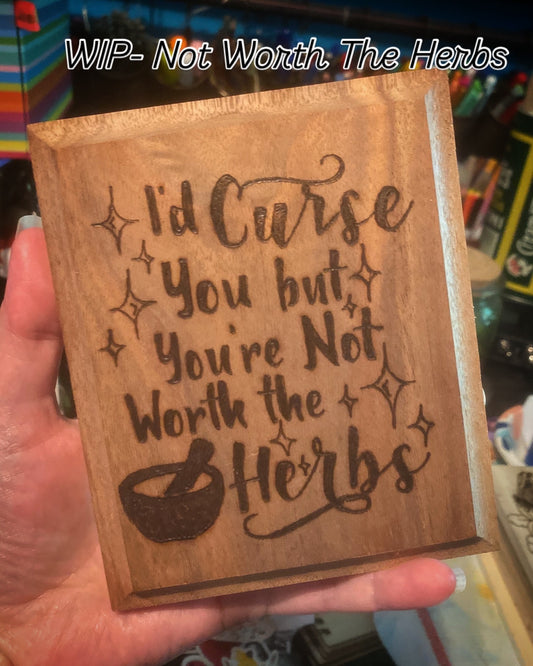 WIP- Not Worth The Herbs
I'd Curse
You but
You're Not
Worth the
Herbs